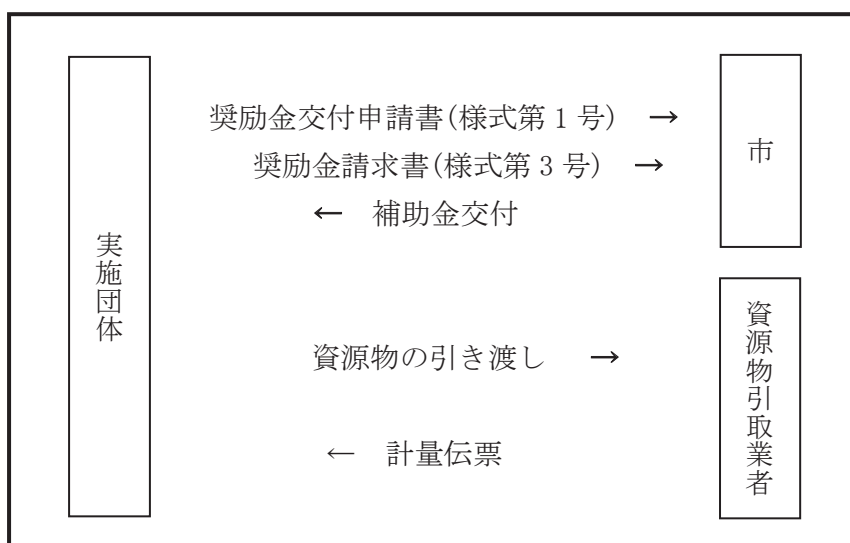 実施団体
奨励金交付申請書(様式第1号) →
奨励金請求書(様式第3号) →
← 補助金交付
市
資源物の引き渡し →
← 計量伝票
資源物引取業者